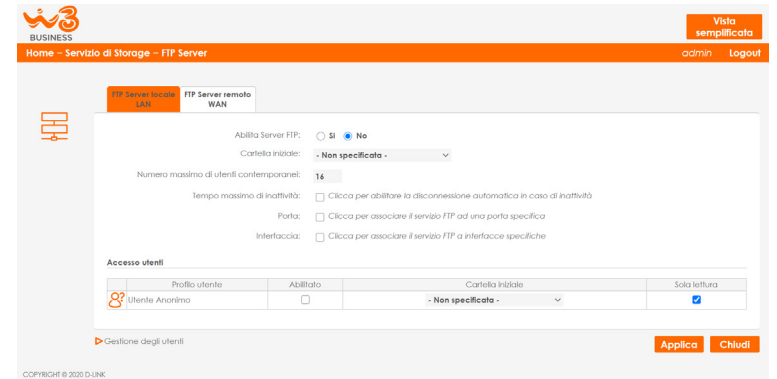 W3
BUSINESS
Vista
semplificata
Home – Servizio di Storage – FTP Server
admin
Logout
FTP Server locale
LAN
FTP Server remoto
WAN
Abilita Server FTP:
Si
No
Cartella iniziale:
- Non specificata -
Numero massimo di utenti contemporanei:
16
Tempo massimo di inattività:
Clicca per abilitare la disconnessione automatica in caso di inattività
Porta:
Clicca per associare il servizio FTP ad una porta specifica
Interfaccia:
Clicca per associare il servizio FTP a interfacce specifiche
Accesso utenti
Profilo utente
Abilitato
Cartella iniziale
Sola lettura
Utente Anonimo
- Non specificata -
Gestione degli utenti
Applica
Chiudi
COPYRIGHT © 2020 D-LINK